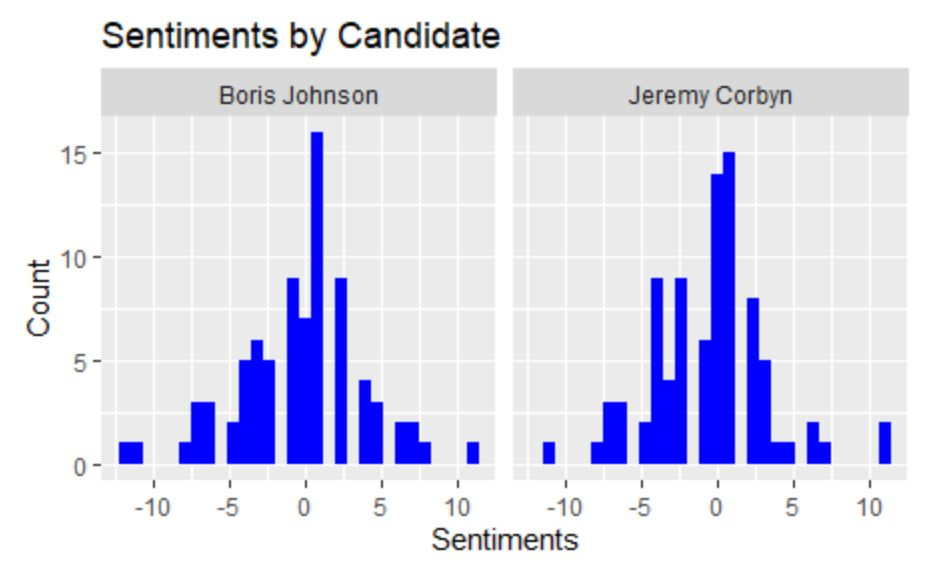 Sentiments by Candidate
Boris Johnson Jeremy Corbyn
15
10
5
0
Count
-10 -5 0 5 10 -10 -5 0 5 10
Sentiments